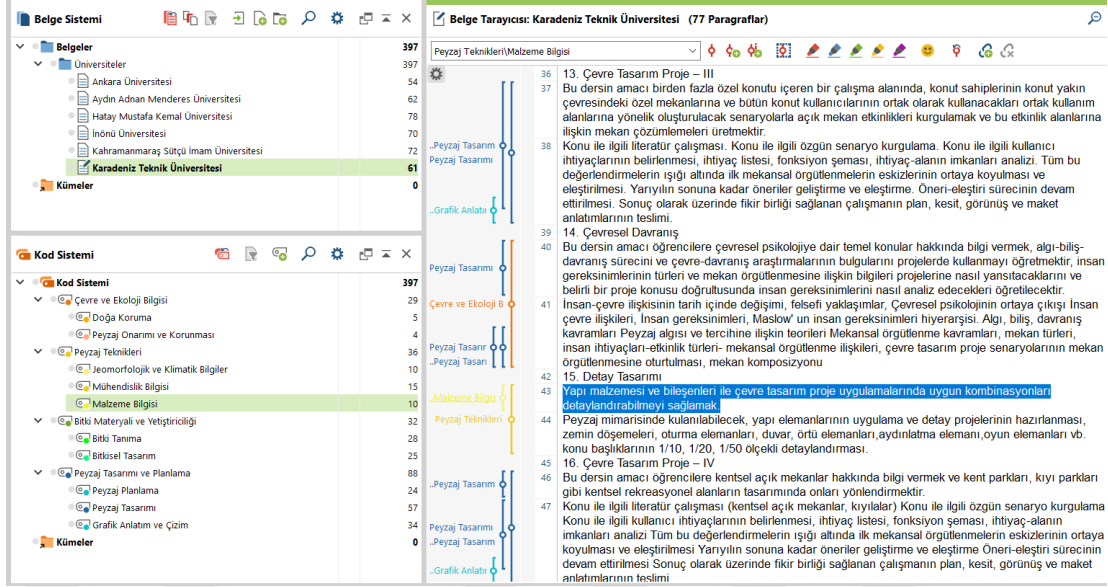 Belge Sistemi
Belgeler 397
Üniversiteler 397
Ankara Üniversitesi 54
Aydın Adnan Menderes Üniversitesi 62
Hatay Mustafa Kemal Üniversitesi 78
İnönü Üniversitesi 70
Kahramanmaraş Sütçü İmam Üniversitesi 72
Karadeniz Teknik Üniversitesi 61
Kümeler 0
Kod Sistemi
Kod Sistemi 397
Çevre ve Ekoloji Bilgisi 29
Doğa Koruma 5
Peyzaj Onarımı ve Korunması 4
Peyzaj Teknikleri 36
Jeomorfolojik ve Klimatik Bilgiler 10
Mühendislik Bilgisi 15
Malzeme Bilgisi 10
Bitki Materyali ve Yetiştiriciliği 32
Bitki Tanıma 28
Bitkisel Tasarım 25
Peyzaj Tasarımı ve Planlama 88
Peyzaj Planlama 24
Peyzaj Tasarımı 57
Grafik Anlatım ve Çizim 34
Kümeler 0
Belge Tarayıcısı: Karadeniz Teknik Üniversitesi (77 Paragraflar)
Peyzaj Teknikleri\Malzeme Bilgisi
..Peyzaj Tasarım
Peyzaj Tasarımı
..Grafik Anlatı
Peyzaj Tasarımı
Çevre ve Ekoloji B
Peyzaj Tasarır
..Peyzaj Tasarı
..Malzeme Bilgis
Peyzaj Teknikleri
..Peyzaj Tasarım
Peyzaj Tasarımı
..Peyzaj Tasarım
..Grafik Anlatı
36 13. Çevre Tasarım Proje – III
37 Bu dersin amacı birden fazla özel konutu içeren bir çalışma alanında, konut sahiplerinin konut yakın
çevresindeki özel mekanlarına ve bütün konut kullanıcılarının ortak olarak kullanacakları ortak kullanım
alanlarına yönelik oluşturulacak senaryolarla açık mekan etkinlikleri kurgulamak ve bu etkinlik alanlarına
ilişkin mekan çözümlemeleri üretmektir.
38 Konu ile ilgili literatür çalışması. Konu ile ilgili özgün senaryo kurgulama. Konu ile ilgili kullanıcı
ihtiyaçlarının belirlenmesi, ihtiyaç listesi, fonksiyon şeması, ihtiyaç-alanın imkanları analizi. Tüm bu
değerlendirmelerin ışığı altında ilk mekansal örgütlenmelerin eskizlerinin ortaya koyulması ve
eleştirilmesi. Yarıyılın sonuna kadar öneriler geliştirme ve eleştirme. Öneri-eleştiri sürecinin devam
ettirilmesi. Sonuç olarak üzerinde fikir birliği sağlanan çalışmanın plan, kesit, görünüş ve maket
anlatımlarının teslimi.
39 14. Çevresel Davranış
40 Bu dersin amacı öğrencilere çevresel psikolojiye dair temel konular hakkında bilgi vermek, algı-biliş-
davranış sürecini ve çevre-davranış araştırmalarının bulgularını projelerde kullanmayı öğretmektir, insan
gereksinimlerinin türleri ve mekan örgütlenmesine ilişkin bilgileri projelerine nasıl yansıtacaklarını ve
belirli bir proje konusu doğrultusunda insan gereksinimlerini nasıl analiz edecekleri öğretilecektir.
41 İnsan-çevre ilişkisinin tarih içinde değişimi, felsefi yaklaşımlar, Çevresel psikolojinin ortaya çıkışı İnsan
çevre ilişkileri, İnsan gereksinimleri, Maslow' un insan gereksinimleri hiyerarşisi. Algı, biliş, davranış
kavramları Peyzaj algısı ve tercihine ilişkin teorileri Mekansal örgütlenme kavramları, mekan türleri,
insan ihtiyaçları-etkinlik türleri- mekansal örgütlenme ilişkileri, çevre tasarım proje senaryolarının mekan
örgütlenmesine oturtulması, mekan kompozisyonu
42 15. Detay Tasarımı
43 Yapı malzemesi ve bileşenleri ile çevre tasarım proje uygulamalarında uygun kombinasyonları
detaylandırabilmeyi sağlamak.
44 Peyzaj mimarisinde kulanılabilecek, yapı elemanlarının uygulama ve detay projelerinin hazırlanması,
zemin döşemeleri, oturma elemanları, duvar, örtü elemanları,aydınlatma elemanı,oyun elemanları vb.
konu başlıklarının 1/10, 1/20, 1/50 ölçekli detaylandırması.
45 16. Çevre Tasarım Proje – IV
46 Bu dersin amacı öğrencilere kentsel açık mekanlar hakkında bilgi vermek ve kent parkları, kıyı parkları
gibi kentsel rekreasyonel alanların tasarımında onları yönlendirmektir.
47 Konu ile ilgili literatür çalışması (kentsel açık mekanlar, kıyılalar) Konu ile ilgili özgün senaryo kurgulama
Konu ile ilgili kullanici ihtiyaçlarının belirlenmesi, ihtiyaç listesi, fonksiyon şeması, ihtiyaç-alanın
imkanları analizi Tüm bu değerlendirmelerin ışığı altında ilk mekansal örgütlenmelerin eskizlerinin ortaya
koyulması ve eleştirilmesi Yarıyılın sonuna kadar öneriler geliştirme ve eleştirme Öneri-eleştiri sürecinin
devam ettirilmesi Sonuç olarak üzerinde fikir birliği sağlanan çalışmanın plan, kesit, görünüş ve maket
anlatımlarının teslimi